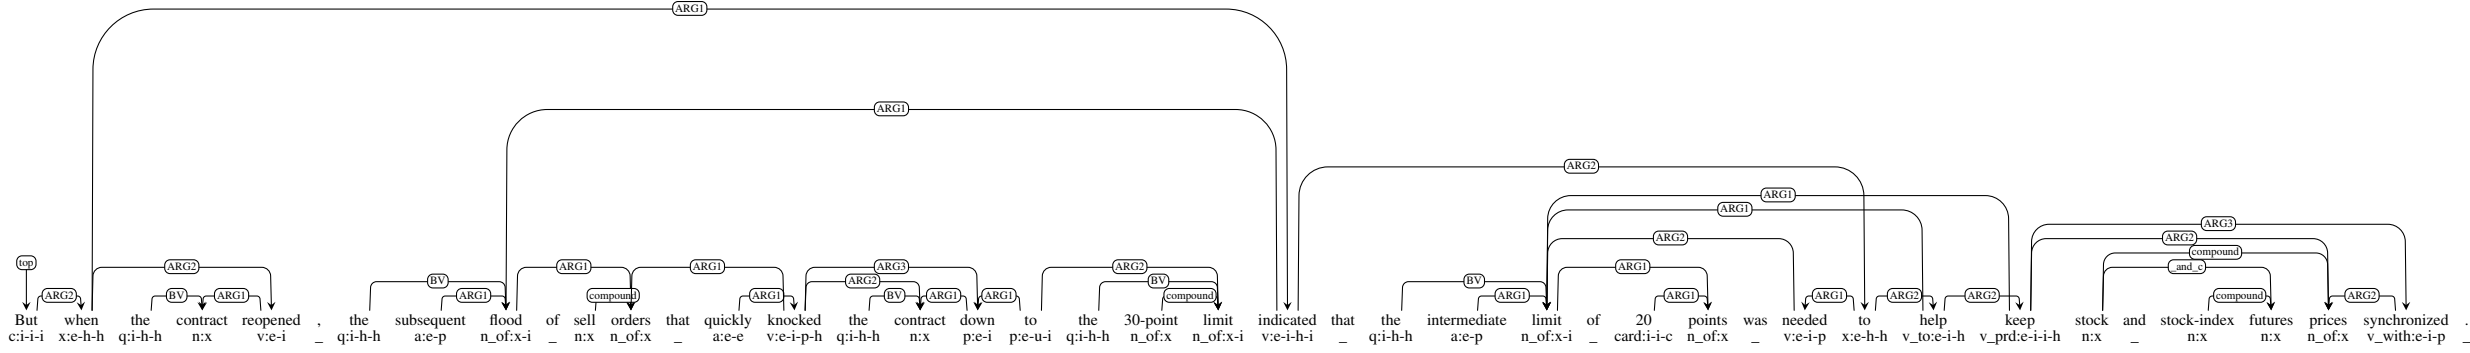 ARG1
ARG1
ARG2
ARG1
ARG1
ARG3
ARG2 ARG2
compound
top ARG2 ARG1 ARG1 ARG3 ARG2 ARG1 _and_c
BV ARG2 BV BV
ARG2 BV ARG1 ARG1 compound ARG1 BV ARG1 ARG1 compound ARG1 ARG1 ARG1 ARG2 ARG2 compound ARG2
But when the contract reopened , the subsequent flood of sell orders that quickly knocked the contract down to the 30-point limit indicated that the intermediate limit of 20 points was needed to help keep stock and stock-index futures prices synchronized .
c:i-i-i x:e-h-h q:i-h-h n:x v:e-i _ q:i-h-h a:e-p n_of:x-i _ n:x n_of:x _ a:e-e v:e-i-p-h q:i-h-h n:x p:e-i p:e-u-i q:i-h-h n_of:x n_of:x-i v:e-i-h-i _ q:i-h-h a:e-p n_of:x-i _ card:i-i-c n_of:x _ v:e-i-p x:e-h-h v_to:e-i-h v_prd:e-i-i-h n:x _ n:x n:x n_of:x v_with:e-i-p _